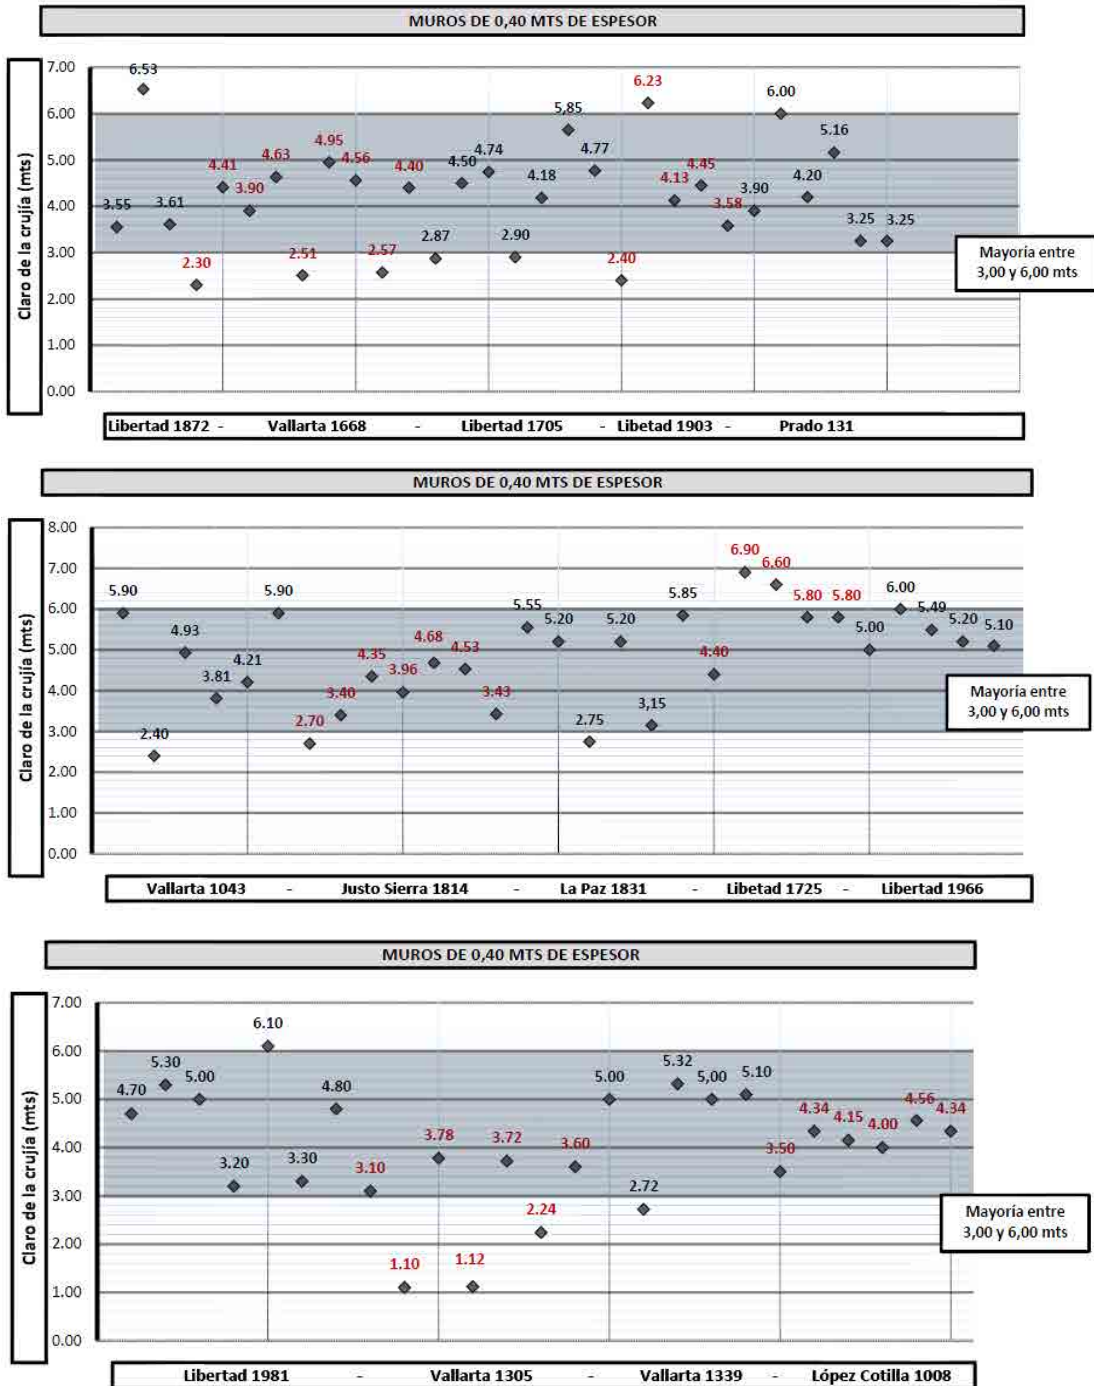 MUROS DE 0,40 MTS DE ESPESOR
Claro de la crujía (mts)
7.00
6.00
5.00
4.00
3.00
2.00
1.00
0.00
3.55 6.53 3.61 2.30 4.41 3.90 4.63 2.51 4.95 4.56 2.57 4.40 2.87 4.50 4.74 2.90 4.18 5,85 4.77 2.40 6.23 4.13 4.45 3.58 3.90 6.00 4.20 5.16 3.25 3.25
Mayoría entre
3,00 y 6,00 mts
Libertad 1872 - Vallarta 1668 - Libertad 1705 - Libetad 1903 - Prado 131
MUROS DE 0,40 MTS DE ESPESOR
Claro de la crujía (mts)
8.00
7.00
6.00
5.00
4.00
3.00
2.00
1.00
0.00
5.90 2.40 4.93 3.81 4.21 5.90 2.70 3.40 4.35 3.96 4.68 4.53 3.43 5.55 5.20 2.75 5.20 3,15 5.85 4.40 6.90 6.60 5.80 5.80 5.00 6.00 5.49 5.20 5.10
Mayoría entre
3,00 y 6,00 mts
Vallarta 1043 - Justo Sierra 1814 - La Paz 1831 - Libetad 1725 - Libertad 1966
MUROS DE 0,40 MTS DE ESPESOR
Claro de la crujía (mts)
7.00
6.00
5.00
4.00
3.00
2.00
1.00
0.00
4.70 5.30 5.00 3.20 6.10 3.30 4.80 3.10 1.10 3.78 1.12 3.72 2.24 3.60 5.00 2.72 5.32 5,00 5.10 3.50 4.34 4.15 4.00 4.56 4.34
Mayoría entre
3,00 y 6,00 mts
Libertad 1981 - Vallarta 1305 - Vallarta 1339 - López Cotilla 1008